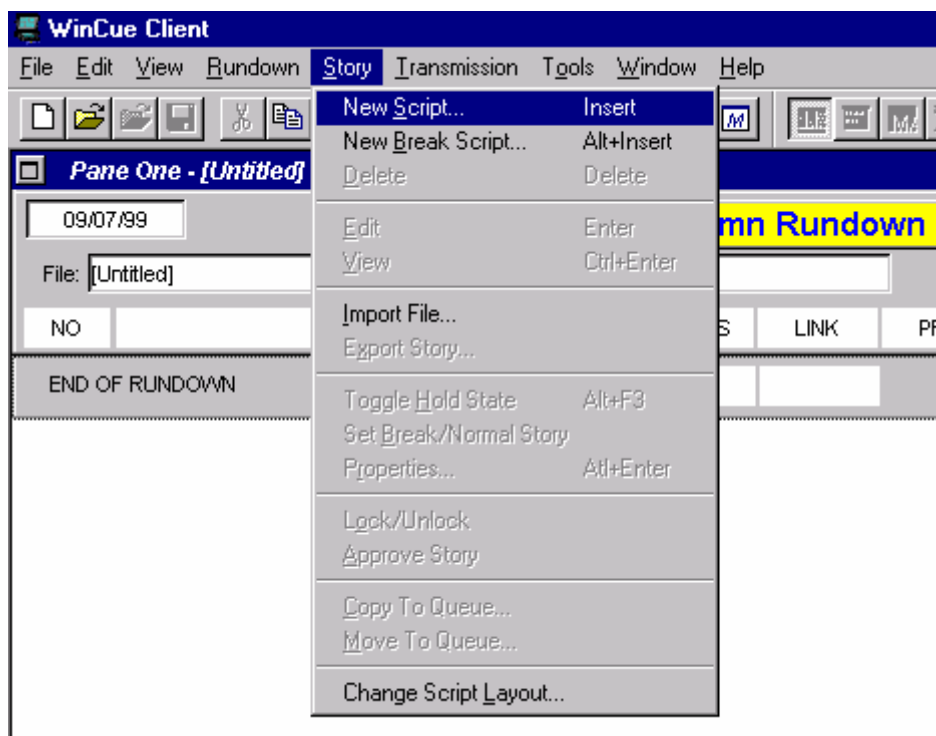 WinCue Client
File Edit View Rundown Story Transmission Tools Window Help
Pane One - [Untitled]
09/07/99
mn Rundown
File: [Untitled]
NO S LINK
END OF RUNDOWN
New Script... Insert
New Break Script... Alt+Insert
Delete Delete
Edit Enter
View Ctrl+Enter
Import File...
Export Story...
Toggle Hold State Alt+F3
Set Break/Normal Story
Properties... Atl+Enter
Lock/Unlock
Approve Story
Copy To Queue...
Move To Queue...
Change Script Layout...